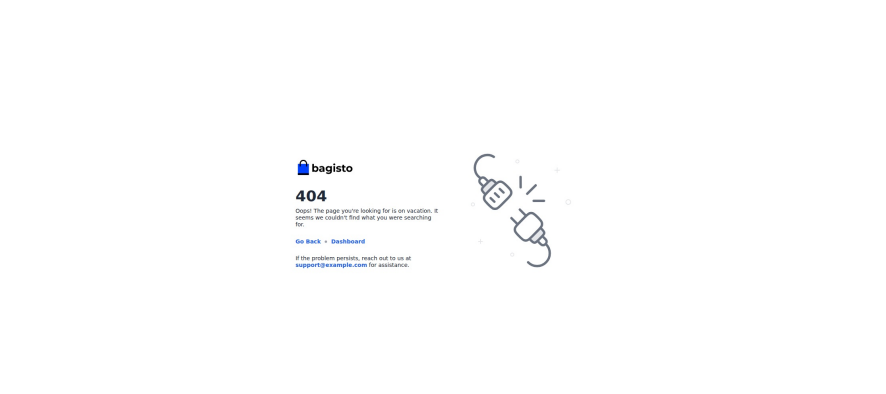 bagisto
404
Oops! The page you're looking for is on vacation. It
seems we couldn't find what you were searching
for.
Go Back • Dashboard
If the problem persists, reach out to us at
support@example.com for assistance.